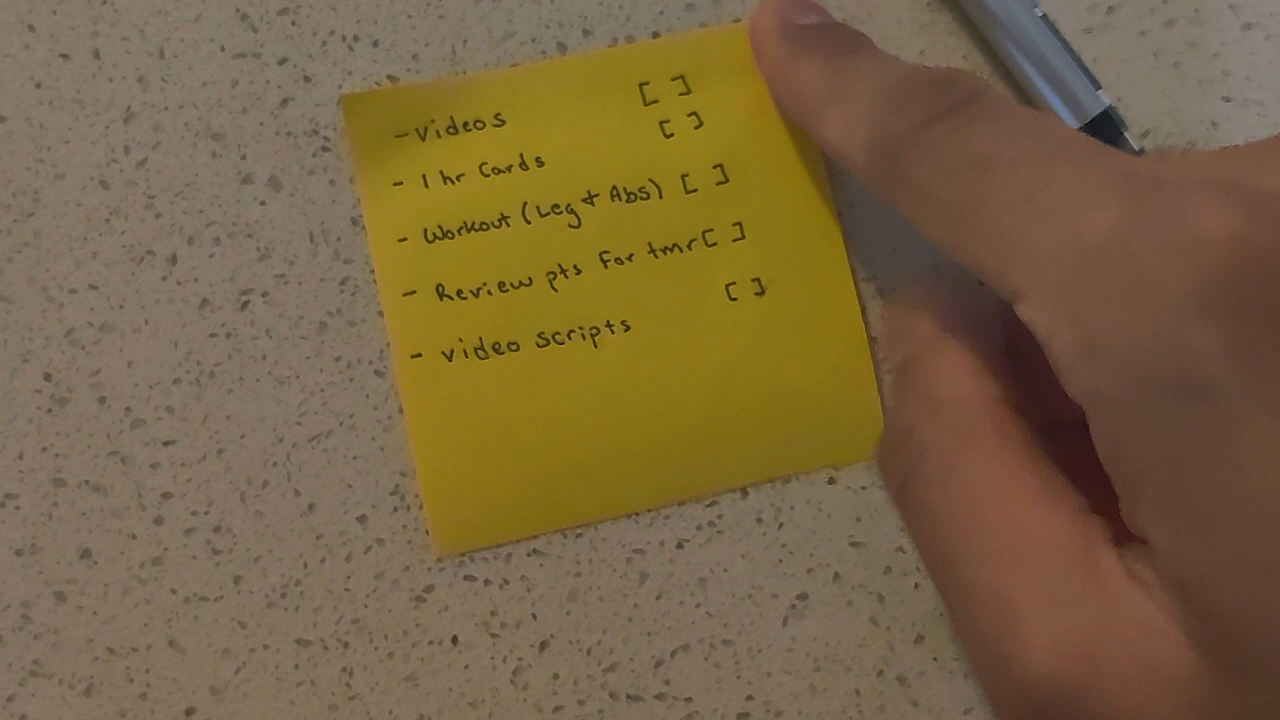 - Videos [ ]
- 1 hr Cards [ ]
- Workout (Leg + Abs) [ ]
- Review pts for tmr [ ]
- video scripts [ ]